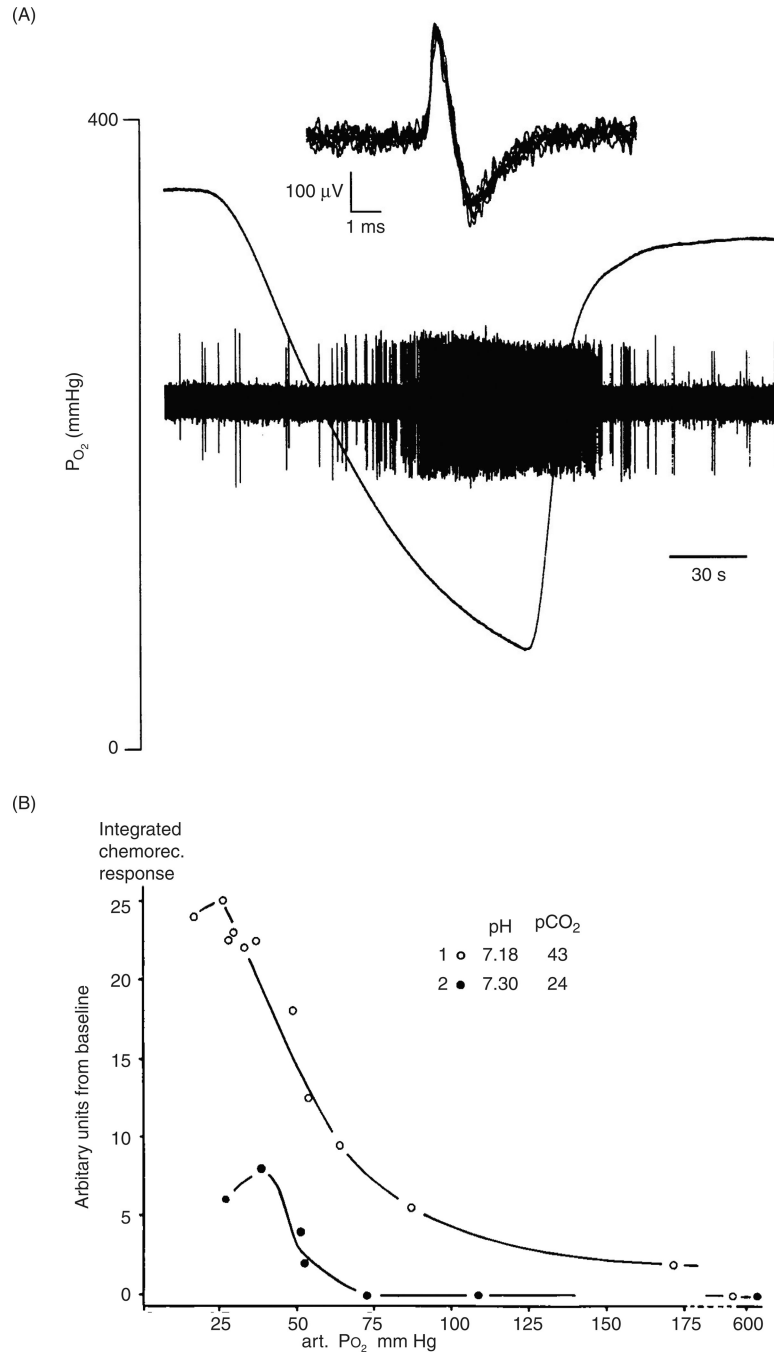 (A)
400
100 μV
1 ms
P_O₂ (mmHg)
30 s
0
(B)
Integrated
chemorec.
response
Arbitary units from baseline
25
20
15
10
5
0
pH pCO₂
1 ○ 7.18 43
2 ● 7.30 24
25 50 75 100 125 150 175 600
art. PO₂ mm Hg